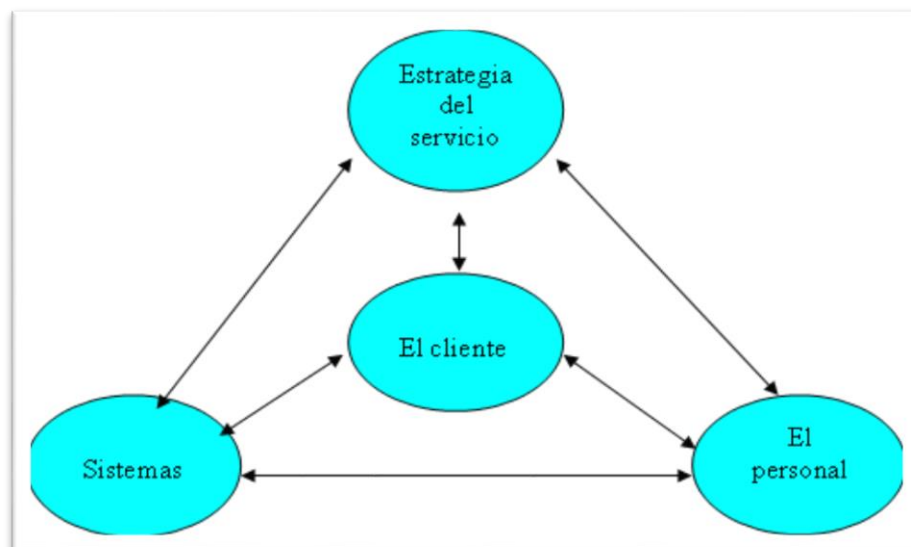 Estrategia
del
servicio
El cliente
Sistemas
El
personal